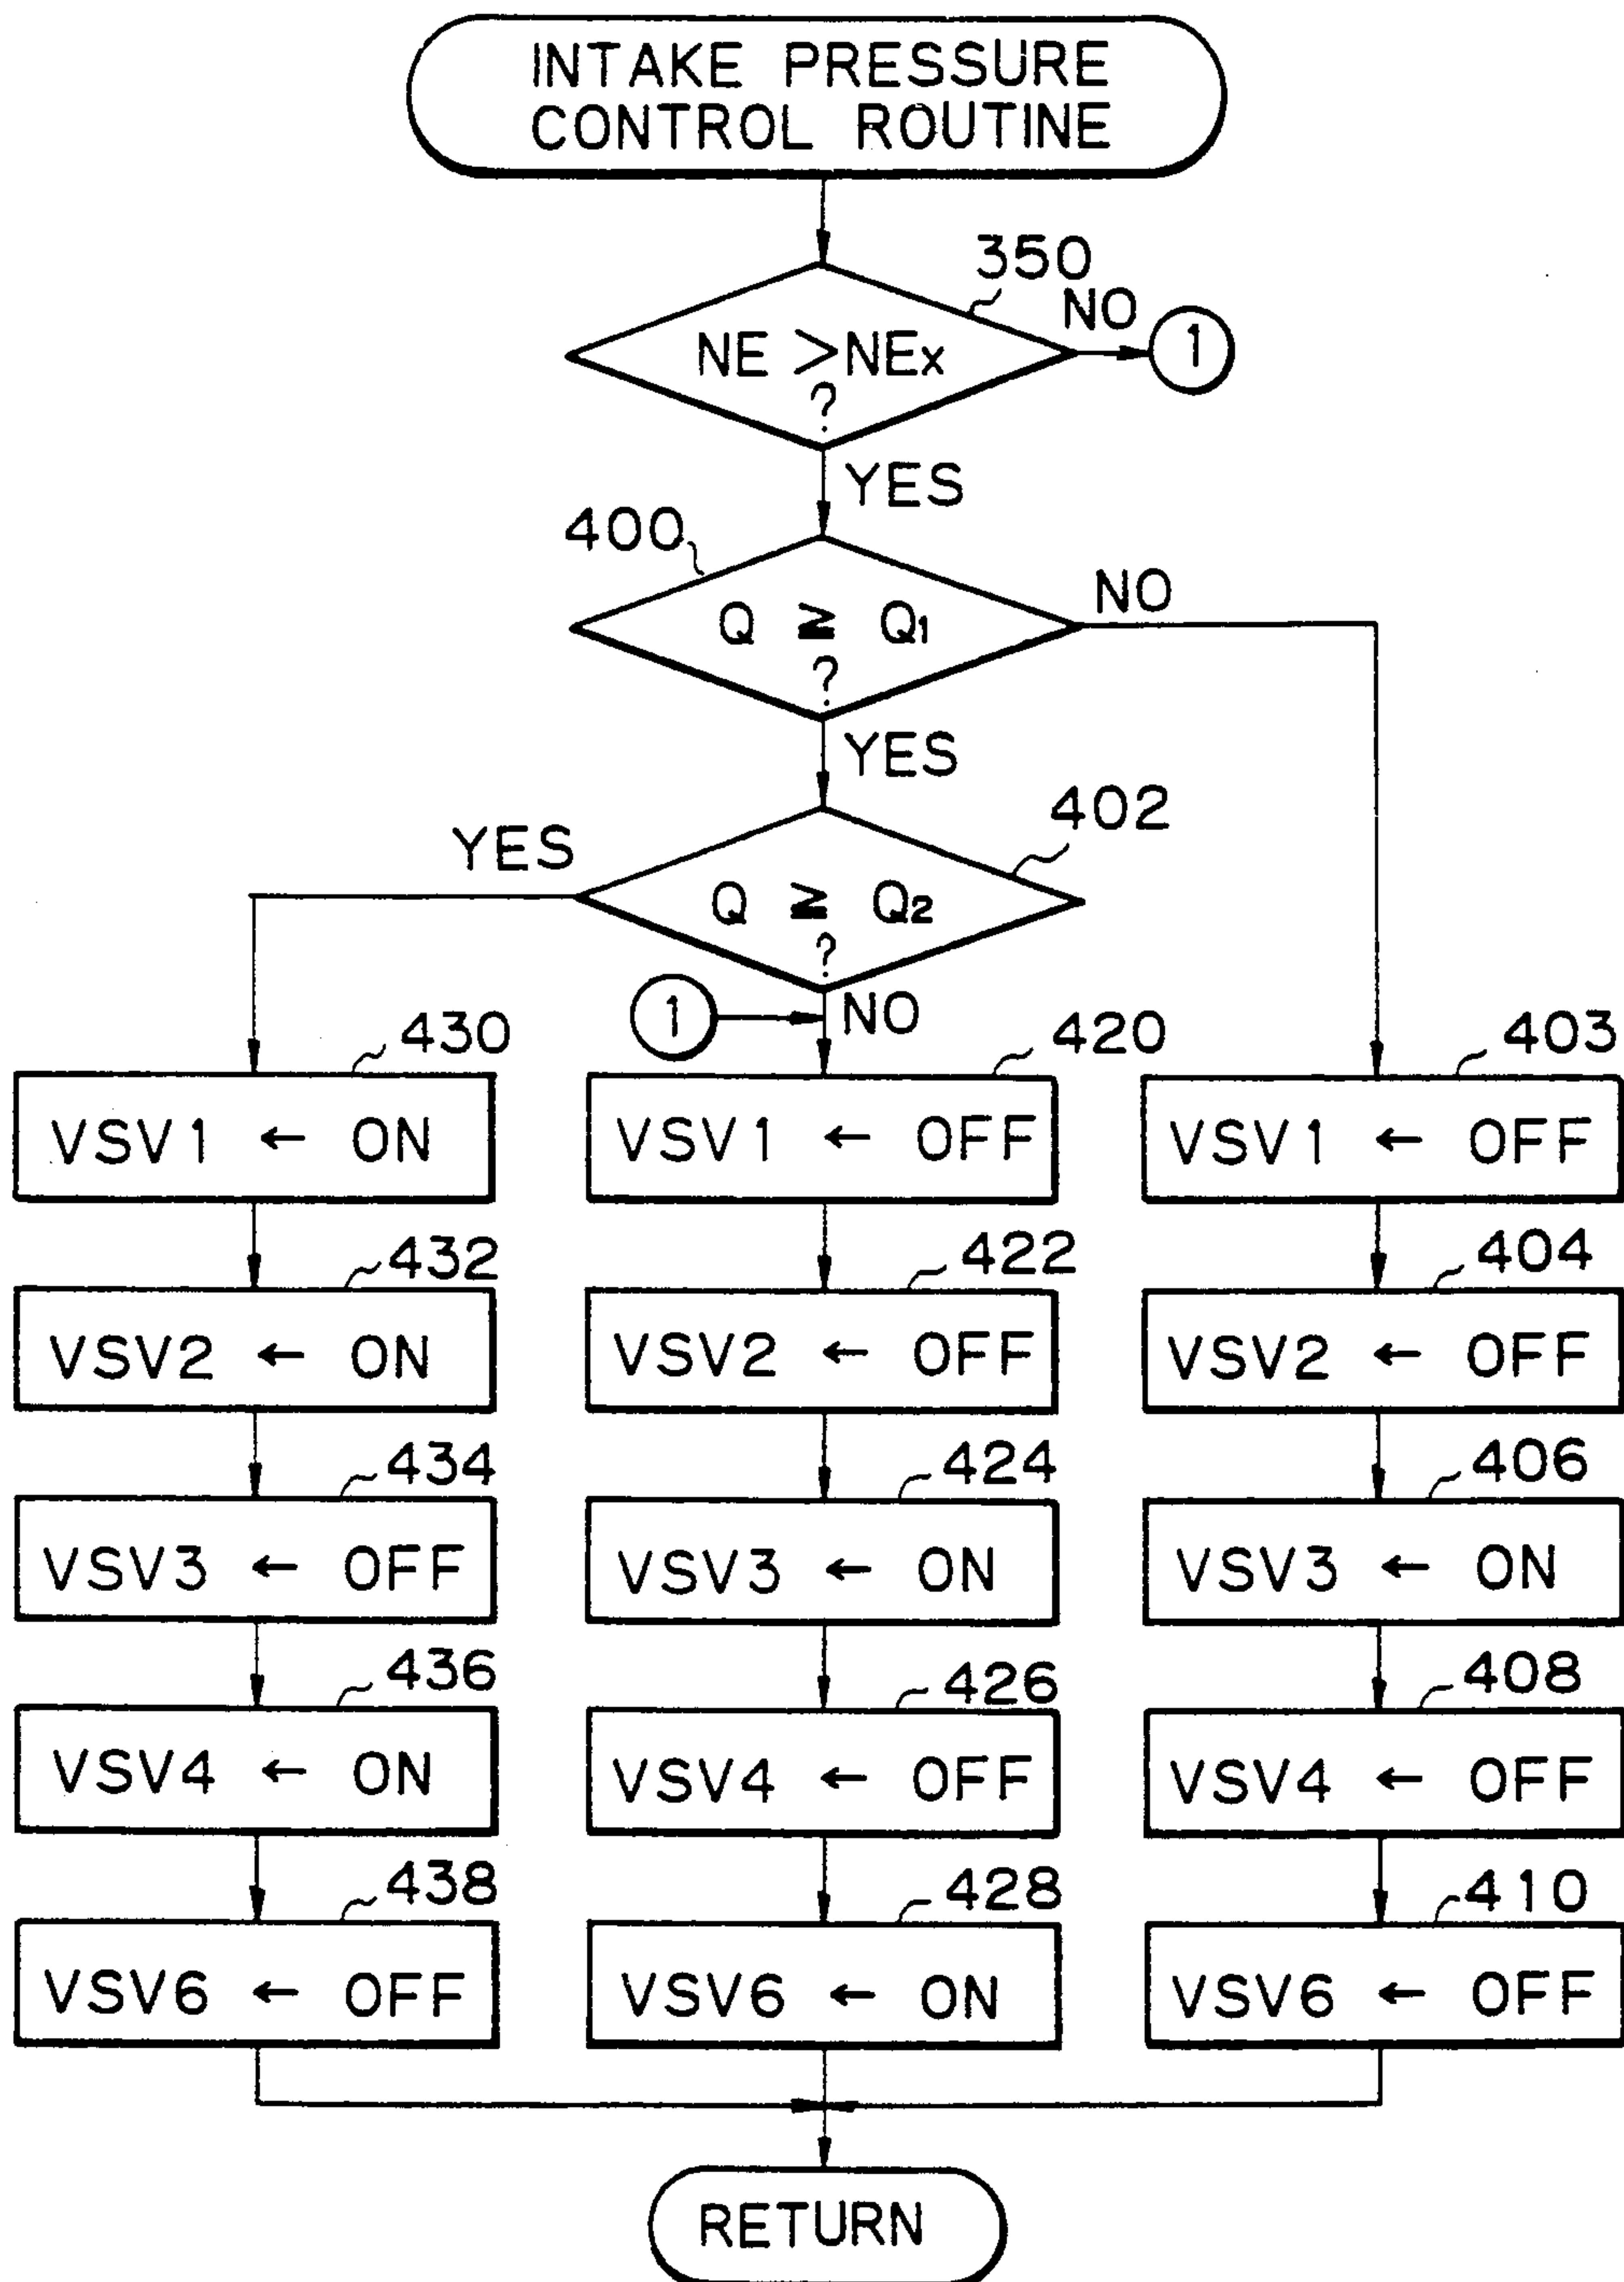 INTAKE PRESSURE
CONTROL ROUTINE
350
NE >NEx
?
NO
1
YES
400
Q ≧ Q1
?
NO
YES
402
YES
Q ≧ Q2
?
1
NO
430
420
403
VSV1 ← ON
VSV1 ← OFF
VSV1 ← OFF
432
422
404
VSV2 ← ON
VSV2 ← OFF
VSV2 ← OFF
434
424
406
VSV3 ← OFF
VSV3 ← ON
VSV3 ← ON
436
426
408
VSV4 ← ON
VSV4 ← OFF
VSV4 ← OFF
438
428
410
VSV6 ← OFF
VSV6 ← ON
VSV6 ← OFF
RETURN